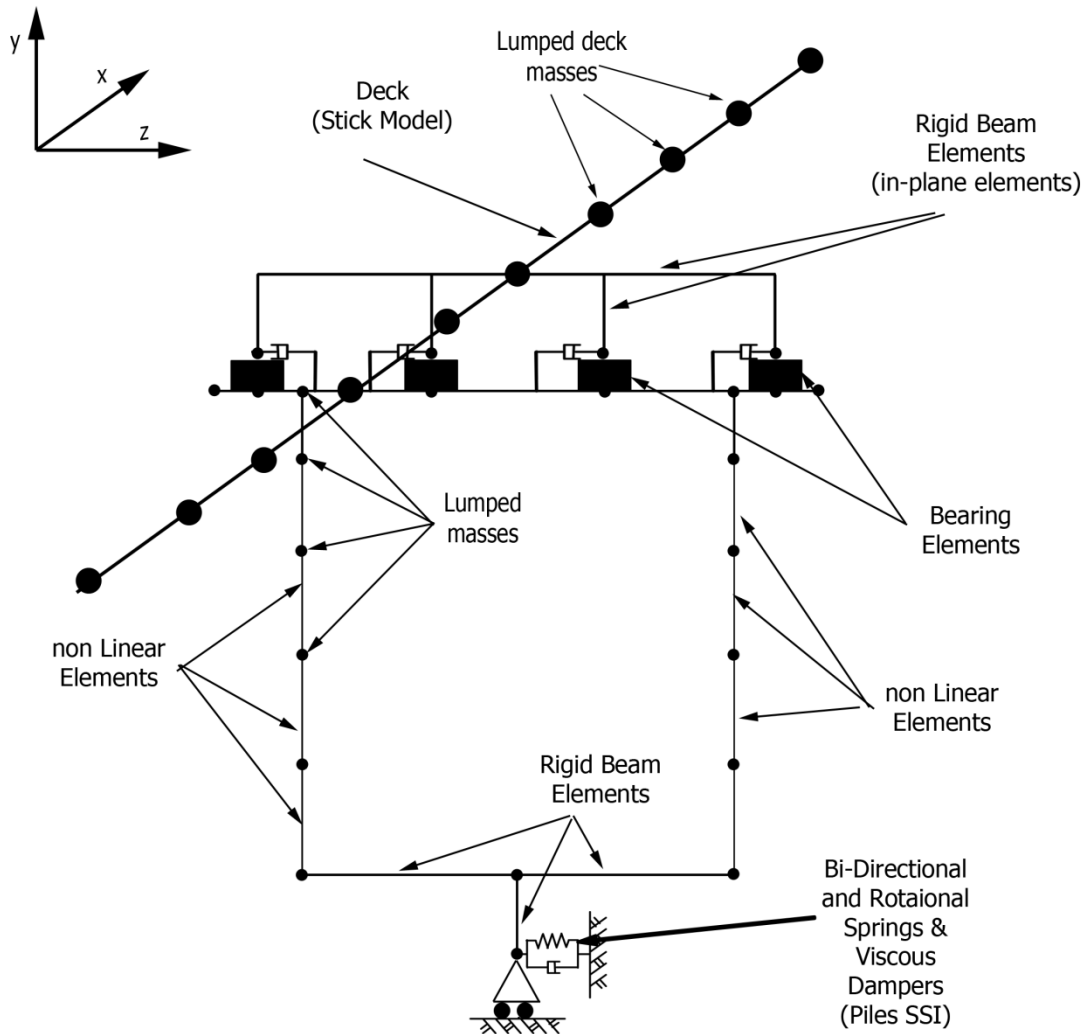 y
x
z
Deck
(Stick Model)
Lumped deck
masses
Rigid Beam
Elements
(in-plane elements)
Lumped
masses
Bearing
Elements
non Linear
Elements
non Linear
Elements
Rigid Beam
Elements
Bi-Directional
and Rotaional
Springs &
Viscous
Dampers
(Piles SSI)